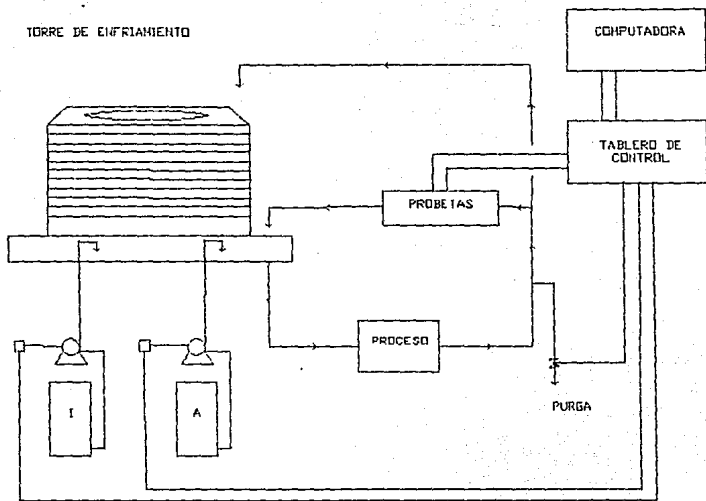 TORRE DE ENFRIAMIENTO
COMPUTADORA
TABLERO DE
CONTROL
PROBETAS
PROCESO
PURGA
I
A